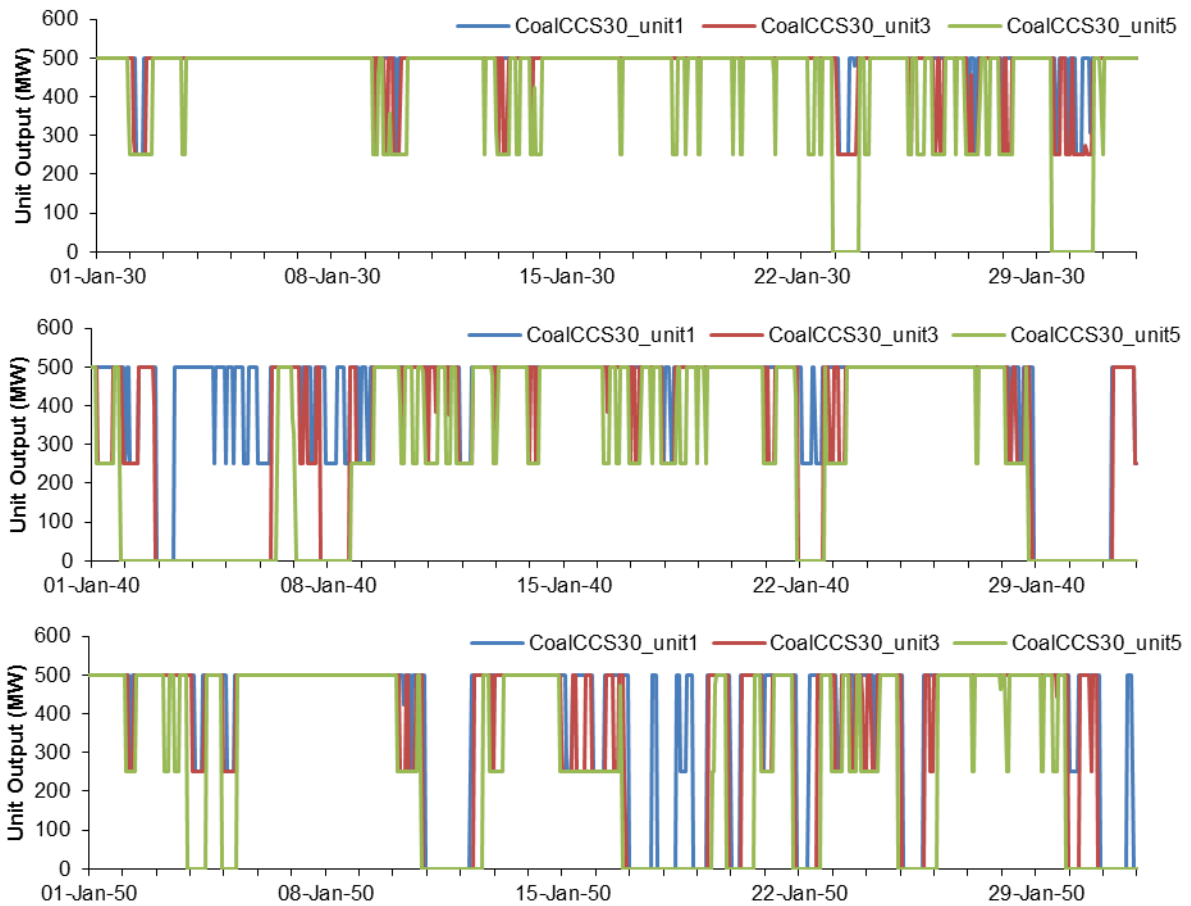 600
CoalCCS30_unit1 CoalCCS30_unit3 CoalCCS30_unit5
500
400
300
200
100
0
Unit Output (MW)
01-Jan-30 08-Jan-30 15-Jan-30 22-Jan-30 29-Jan-30
600
CoalCCS30_unit1 CoalCCS30_unit3 CoalCCS30_unit5
500
400
300
200
100
0
Unit Output (MW)
01-Jan-40 08-Jan-40 15-Jan-40 22-Jan-40 29-Jan-40
600
CoalCCS30_unit1 CoalCCS30_unit3 CoalCCS30_unit5
500
400
300
200
100
0
Unit Output (MW)
01-Jan-50 08-Jan-50 15-Jan-50 22-Jan-50 29-Jan-50